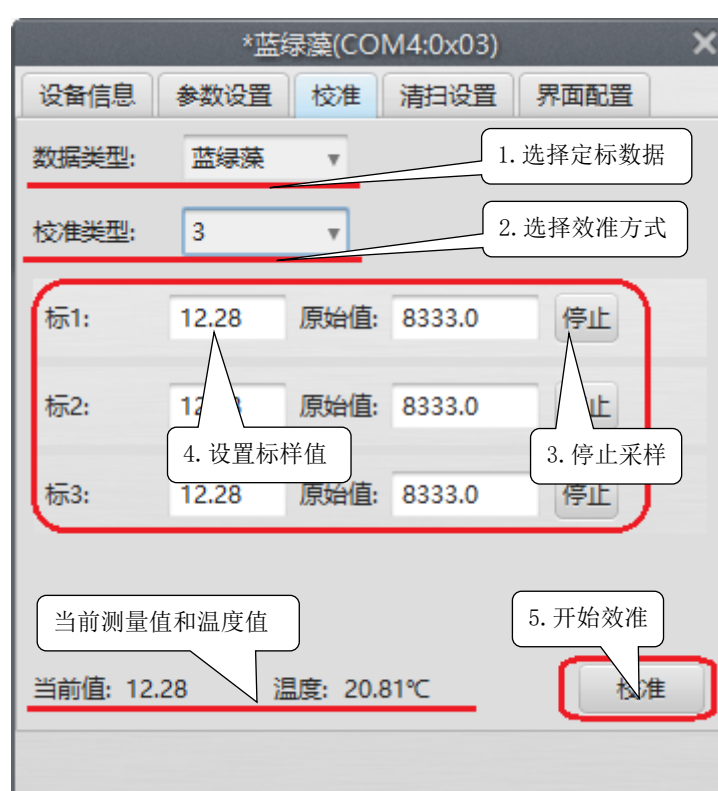 *蓝绿藻(COM4:0x03)
设备信息 参数设置 校准 清扫设置 界面配置
数据类型: 蓝绿藻 1.选择定标数据
校准类型: 3 2.选择效准方式
标1: 12.28 原始值: 8333.0 停止
标2: 原始值: 8333.0
4.设置标样值 3.停止采样
标3: 12.28 原始值: 8333.0 停止
当前测量值和温度值 5.开始效准
当前值: 12.28 温度: 20.81℃ 校准